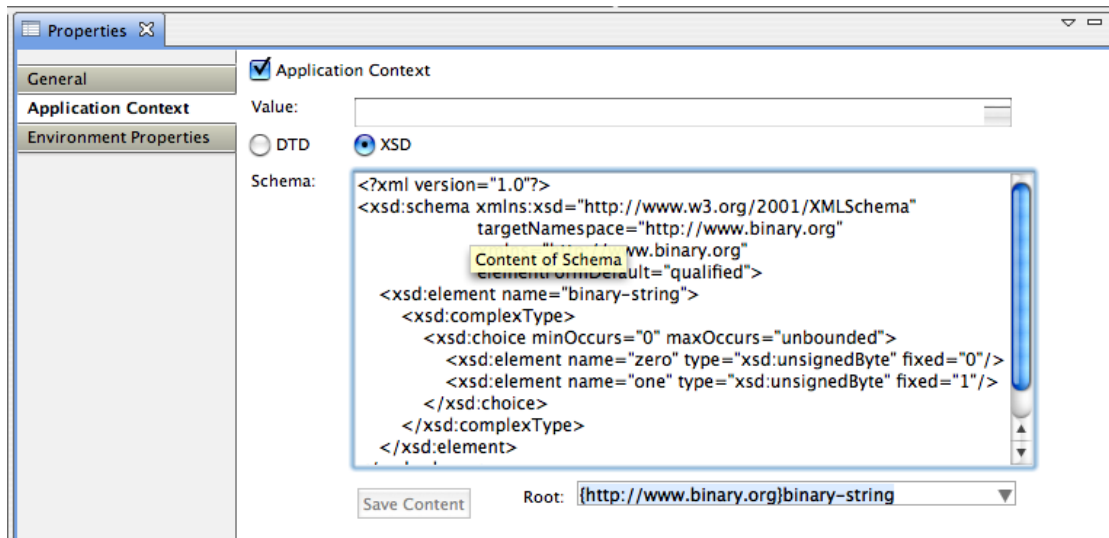 Properties
General
Application Context
Environment Properties
Application Context
Value:
DTD XSD
Schema:
<?xml version="1.0"?>
<xsd:schema xmlns:xsd="http://www.w3.org/2001/XMLSchema"
targetNamespace="http://www.binary.org"
ww.binary.org"
Content of Schema
elementFormDefault="qualified">
<xsd:element name="binary-string">
<xsd:complexType>
<xsd:choice minOccurs="0" maxOccurs="unbounded">
<xsd:element name="zero" type="xsd:unsignedByte" fixed="0"/>
<xsd:element name="one" type="xsd:unsignedByte" fixed="1"/>
</xsd:choice>
</xsd:complexType>
</xsd:element>
Save Content
Root: {http://www.binary.org}binary-string